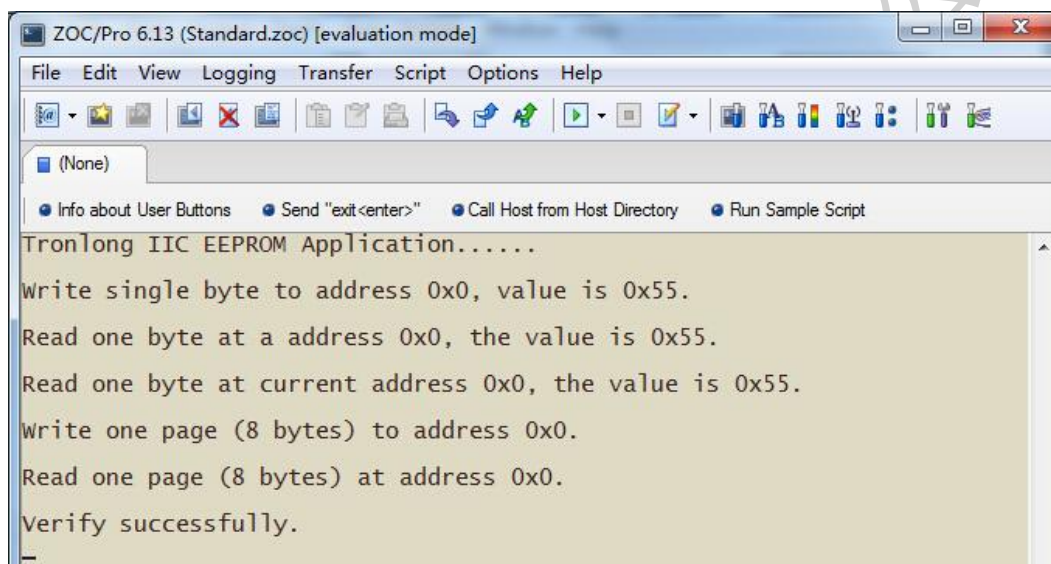 ZOC/Pro 6.13 (Standard.zoc) [evaluation mode]
File Edit View Logging Transfer Script Options Help
(None)
Info about User Buttons Send "exit<enter>" Call Host from Host Directory Run Sample Script
Tronlong IIC EEPROM Application......
Write single byte to address 0x0, value is 0x55.
Read one byte at a address 0x0, the value is 0x55.
Read one byte at current address 0x0, the value is 0x55.
Write one page (8 bytes) to address 0x0.
Read one page (8 bytes) at address 0x0.
Verify successfully.